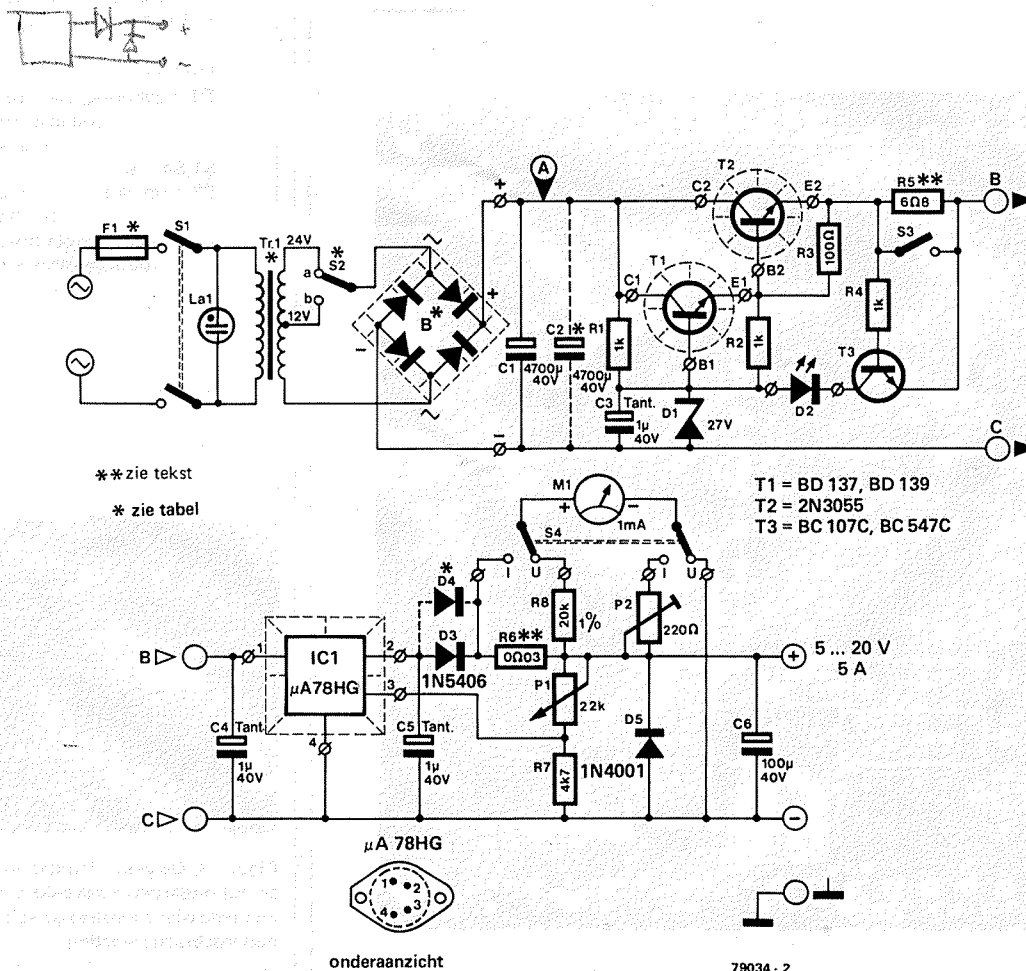 +
-
F1 *
S1
La1
Tr.1
*
24V
12V
a
b
*
S2
~
B*
+
-
~
+
A
C1
4700µ
40V
C2 *
4700µ
40V
-
R1
1k
C3 Tant.
1µ
40V
C1
T1
E1
B1
D1
27V
C2
T2
E2
B2
R2
1k
R3
100Ω
D2
T3
R4
1k
R5 **
6Ω8
S3
B
C
** zie tekst
* zie tabel
T1 = BD 137, BD 139
T2 = 2N3055
T3 = BC 107C, BC 547C
M1
+
-
1mA
S4
I
U
I
U
B
1
IC1
µA78HG
2
3
4
C4 Tant.
1µ
40V
C5 Tant.
1µ
40V
*
D4
D3
1N5406
R6 **
0Ω03
R8
20k
1%
P1
22k
R7
4k7
P2
220Ω
D5
1N4001
C6
100µ
40V
+
5 ... 20 V
5 A
C
-
µA 78HG
1
2
3
4
onderaanzicht
79034 - 2